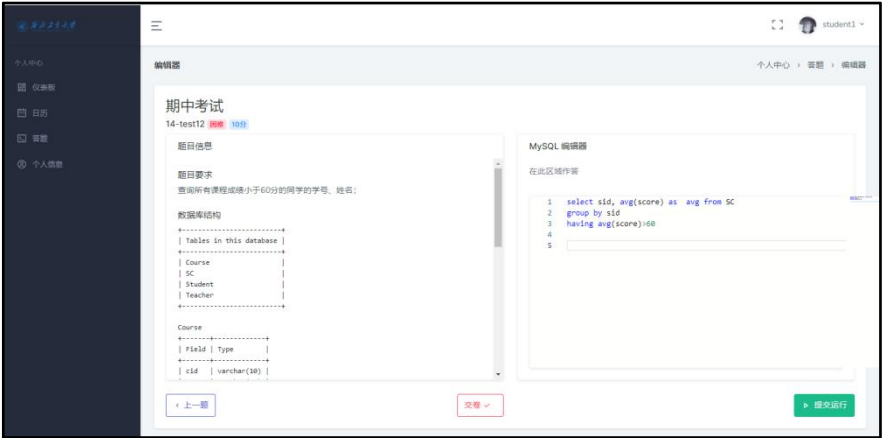 student1
个人中心
仪表板
日历
答题
个人信息
编辑器
个人中心 › 答题 › 编辑器
期中考试
14-test12 困难 10分
题目信息
题目要求
查询所有课程成绩小于60分的同学的学号、姓名;
数据库结构
+------------------------+
| Tables in this database |
+------------------------+
| Course |
| SC |
| Student |
| Teacher |
+------------------------+
Course
+-------+-------------+
| Field | Type |
+-------+-------------+
| cid | varchar(10) |
MySQL 编辑器
在此区域作答
1 select sid, avg(score) as avg from SC
2 group by sid
3 having avg(score)>60
4
5
‹ 上一题
交卷 ✓
提交运行